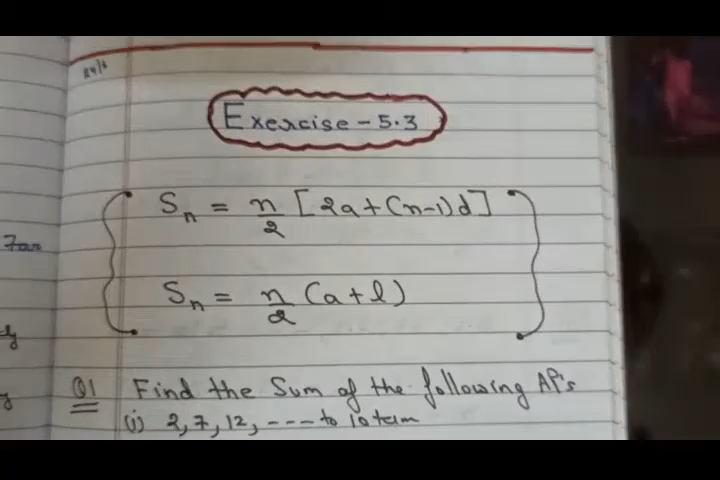 Exercise - 5.3
Sn = n/2 [2a+(n-1)d]
Sn = n/2 (a+l)
Q1 Find the Sum of the following AP's
(i) 2, 7, 12, ---- to 10 term